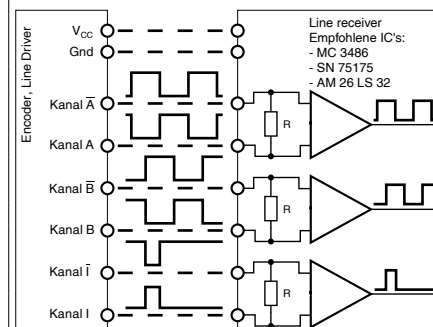 Encoder, Line Driver
V_CC
Gnd
Kanal A̅
Kanal A
Kanal B̅
Kanal B
Kanal I̅
Kanal I
Line receiver
Empfohlene IC's:
- MC 3486
- SN 75175
- AM 26 LS 32
R
R
R